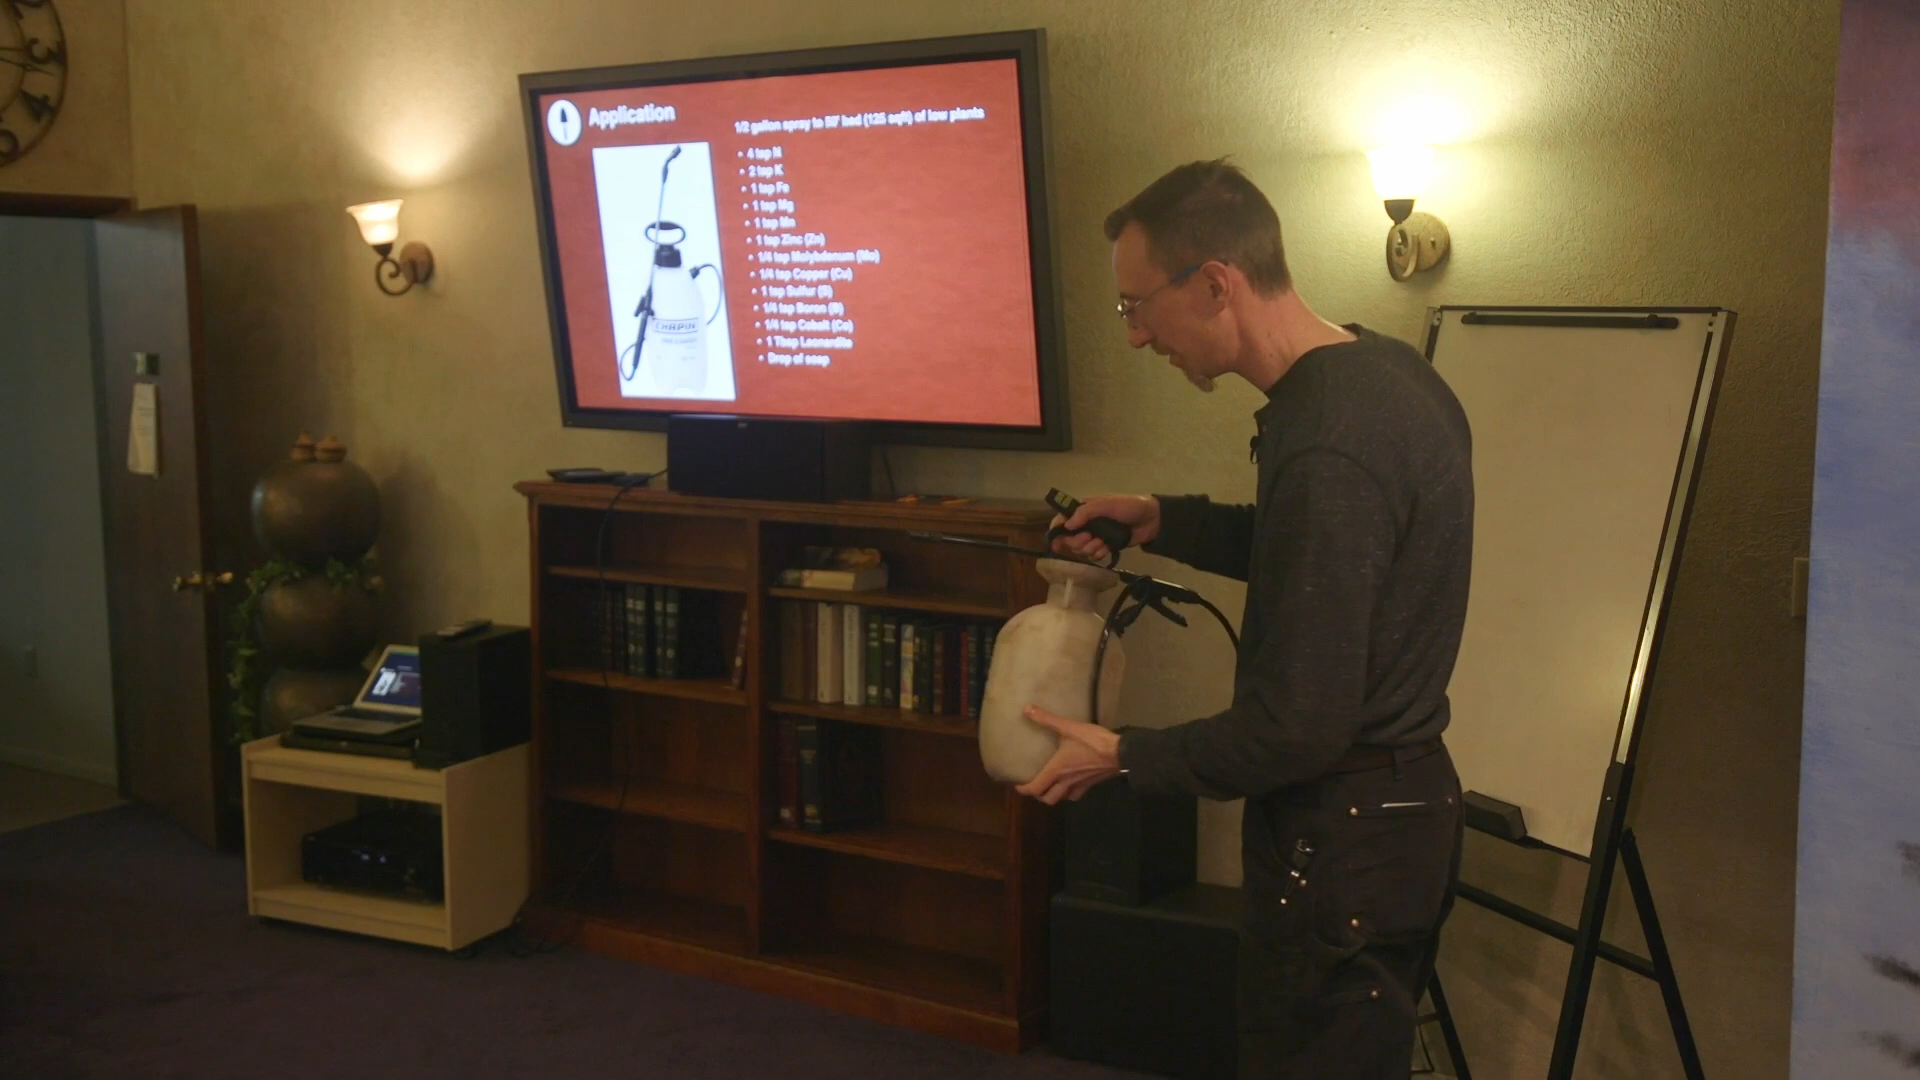 Application
1/2 gallon spray to 50' bed (125 sqft) of low plants
• 4 tsp N
• 2 tsp K
• 1 tsp Fe
• 1 tsp Mg
• 1 tsp Mn
• 1 tsp Zinc (Zn)
• 1/4 tsp Molybdenum (Mo)
• 1/4 tsp Copper (Cu)
• 1 tsp Sulfur (S)
• 1/4 tsp Boron (B)
• 1/4 tsp Cobalt (Co)
• 1 Tbsp Leonardite
• Drop of soap
CHAPIN
3
4